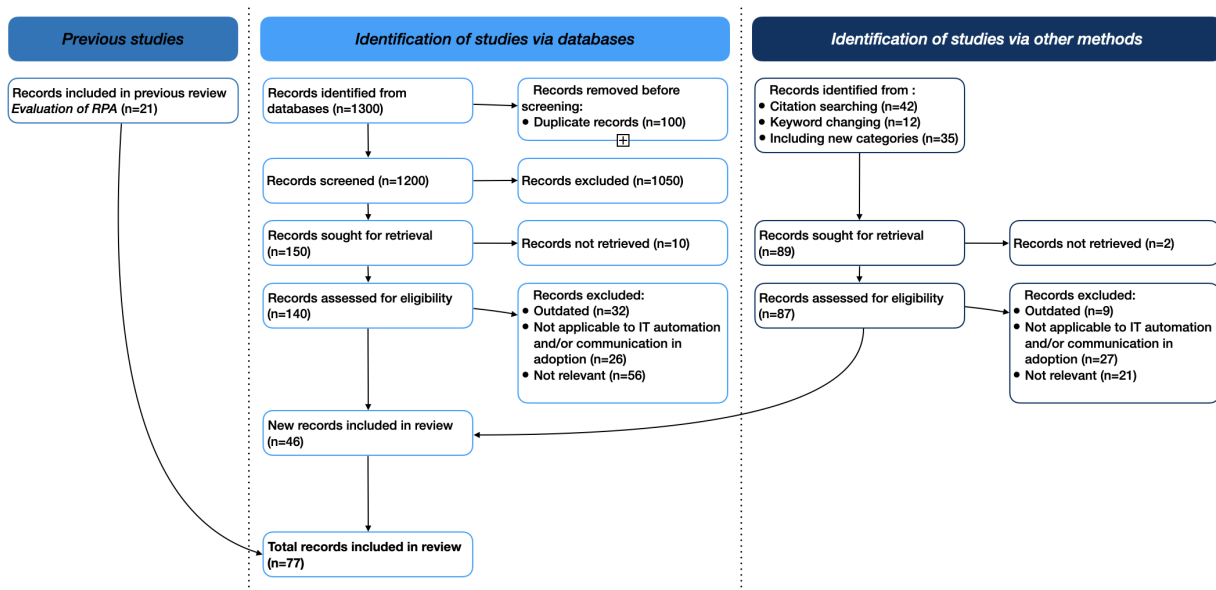 Previous studies
Records included in previous review
Evaluation of RPA (n=21)
Identification of studies via databases
Records identified from
databases (n=1300)
Records removed before
screening:
● Duplicate records (n=100)
Records screened (n=1200)
Records excluded (n=1050)
Records sought for retrieval
(n=150)
Records not retrieved (n=10)
Records assessed for eligibility
(n=140)
Records excluded:
● Outdated (n=32)
● Not applicable to IT automation
and/or communication in
adoption (n=26)
● Not relevant (n=56)
New records included in review
(n=46)
Total records included in review
(n=77)
Identification of studies via other methods
Records identified from :
● Citation searching (n=42)
● Keyword changing (n=12)
● Including new categories (n=35)
Records sought for retrieval
(n=89)
Records not retrieved (n=2)
Records assessed for eligibility
(n=87)
Records excluded:
● Outdated (n=9)
● Not applicable to IT automation
and/or communication in
adoption (n=27)
● Not relevant (n=21)